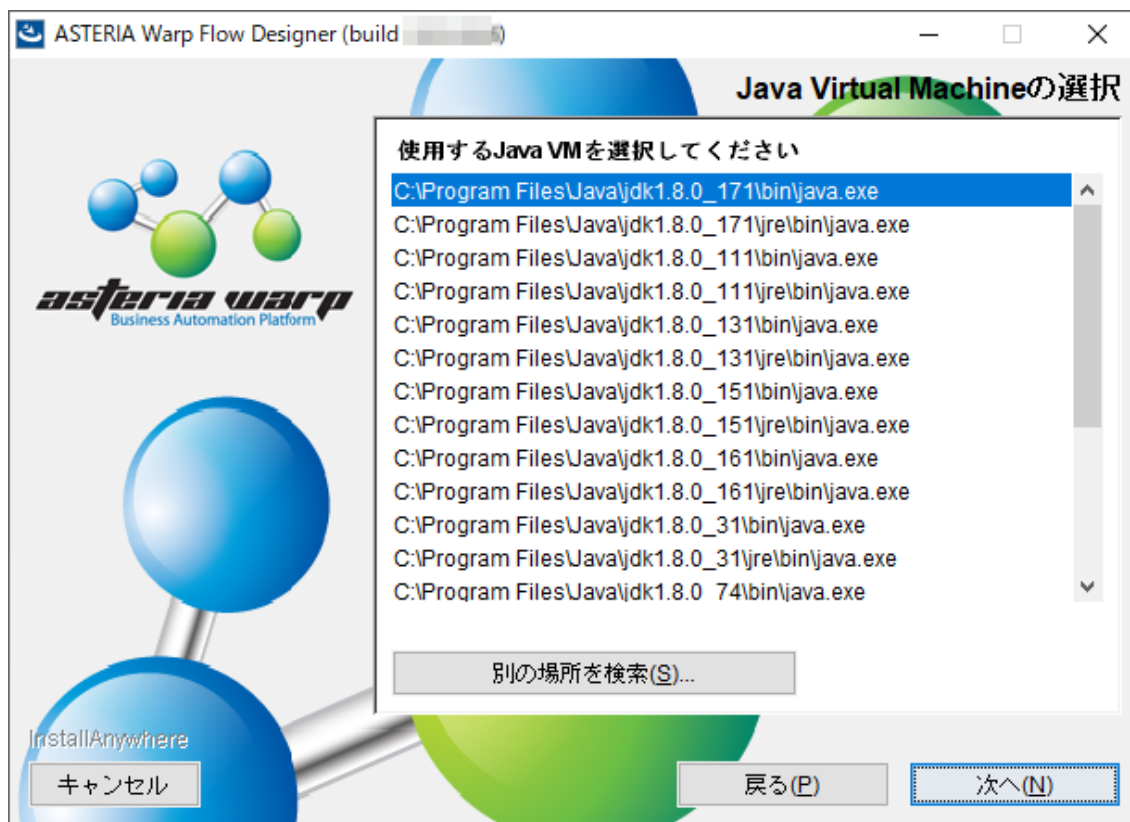 ASTERIA Warp Flow Designer (build )
Java Virtual Machineの選択
asteria warp
Business Automation Platform
使用するJava VMを選択してください
C:\Program Files\Java\jdk1.8.0_171\bin\java.exe
C:\Program Files\Java\jdk1.8.0_171\jre\bin\java.exe
C:\Program Files\Java\jdk1.8.0_111\bin\java.exe
C:\Program Files\Java\jdk1.8.0_111\jre\bin\java.exe
C:\Program Files\Java\jdk1.8.0_131\bin\java.exe
C:\Program Files\Java\jdk1.8.0_131\jre\bin\java.exe
C:\Program Files\Java\jdk1.8.0_151\bin\java.exe
C:\Program Files\Java\jdk1.8.0_151\jre\bin\java.exe
C:\Program Files\Java\jdk1.8.0_161\bin\java.exe
C:\Program Files\Java\jdk1.8.0_161\jre\bin\java.exe
C:\Program Files\Java\jdk1.8.0_31\bin\java.exe
C:\Program Files\Java\jdk1.8.0_31\jre\bin\java.exe
C:\Program Files\Java\jdk1.8.0_74\bin\java.exe
別の場所を検索(S)...
InstallAnywhere
キャンセル
戻る(P)
次へ(N)